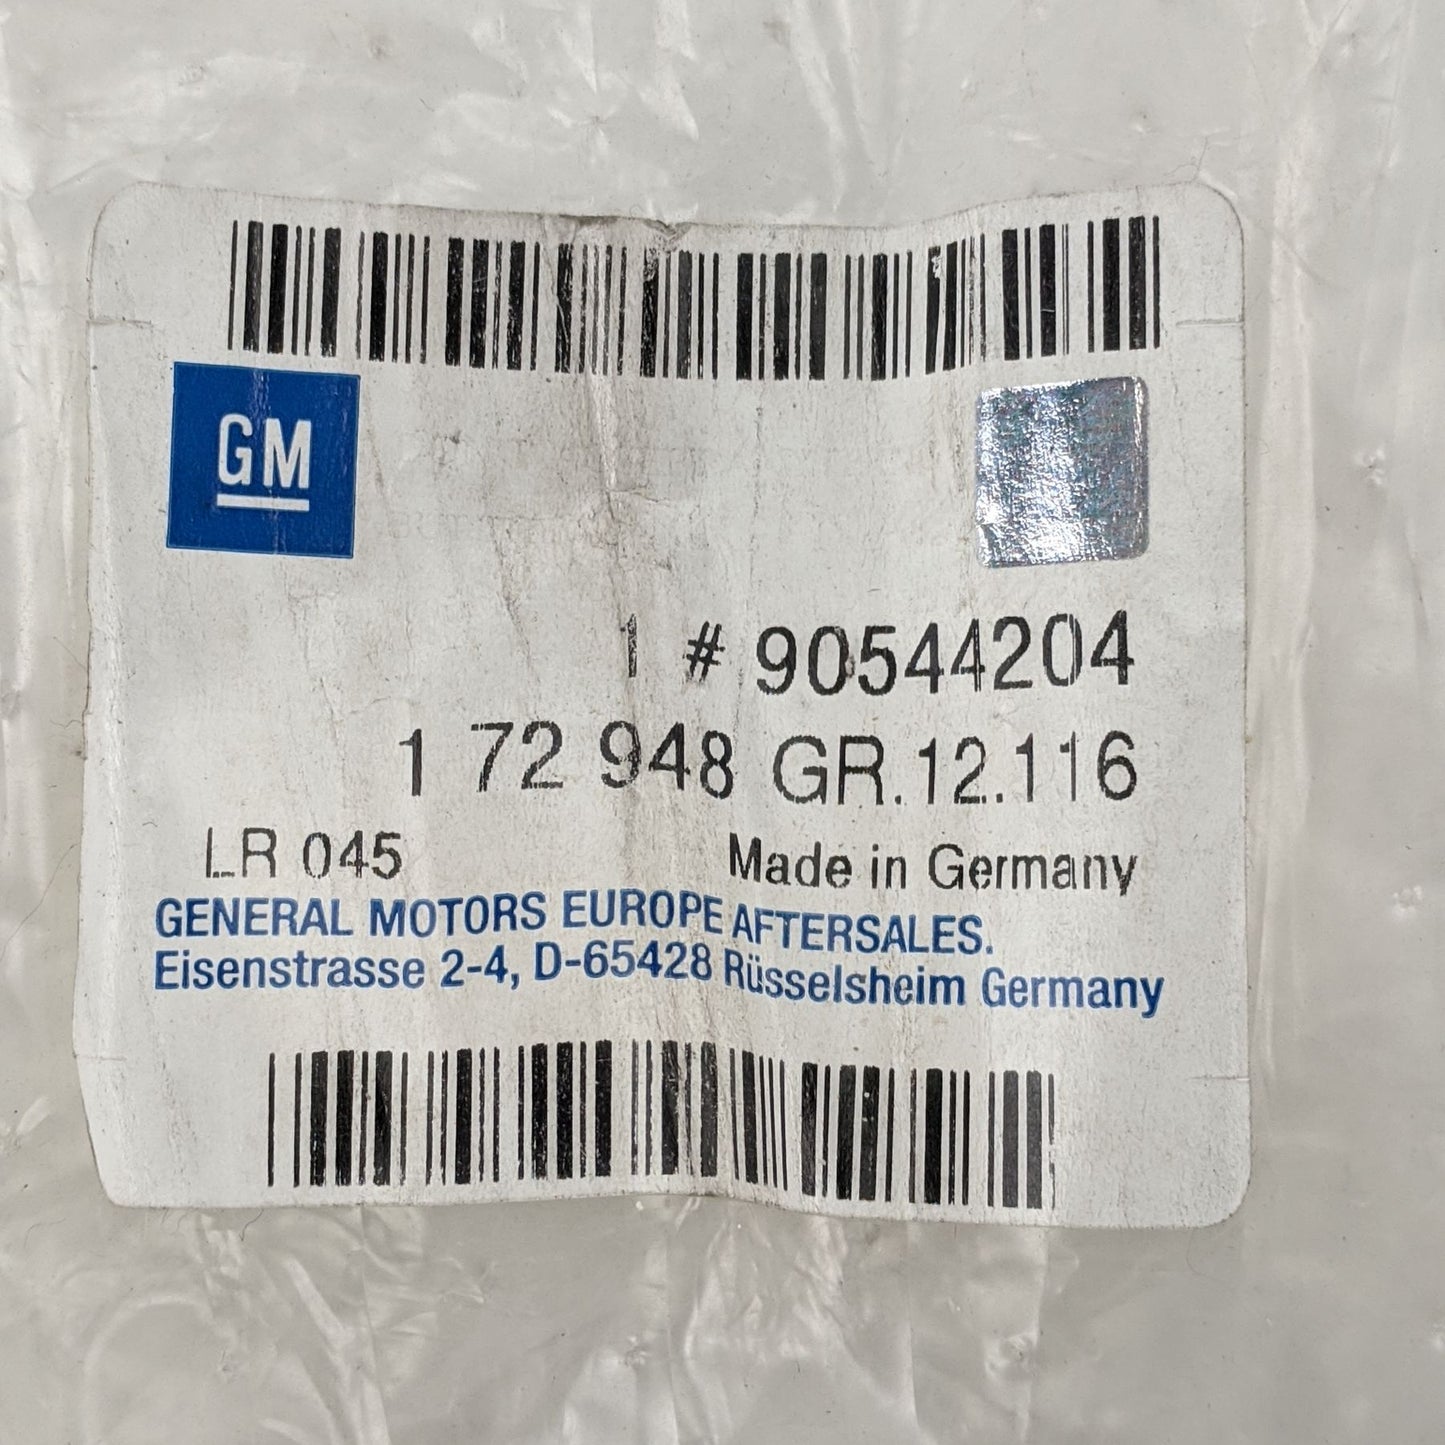 GM
1 # 90544204
1 72 948 GR.12.116
LR 045 Made in Germany
GENERAL MOTORS EUROPE AFTERSALES.
Eisenstrasse 2-4, D-65428 Rüsselsheim Germany